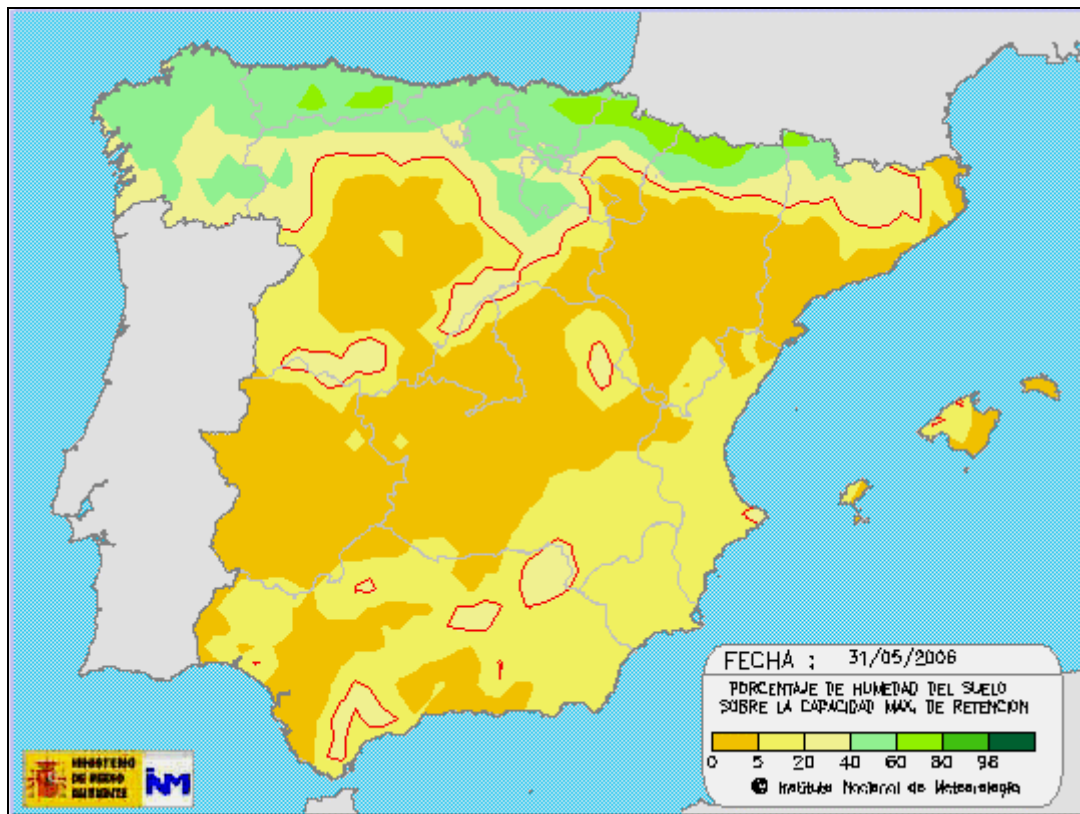 FECHA : 31/05/2006
PORCENTAJE DE HUMEDAD DEL SUELO
SOBRE LA CAPACIDAD MAX. DE RETENCION
0 5 20 40 60 80 98
© Instituto Nacional de Meteorología
MINISTERIO
DE MEDIO
AMBIENTE
INM